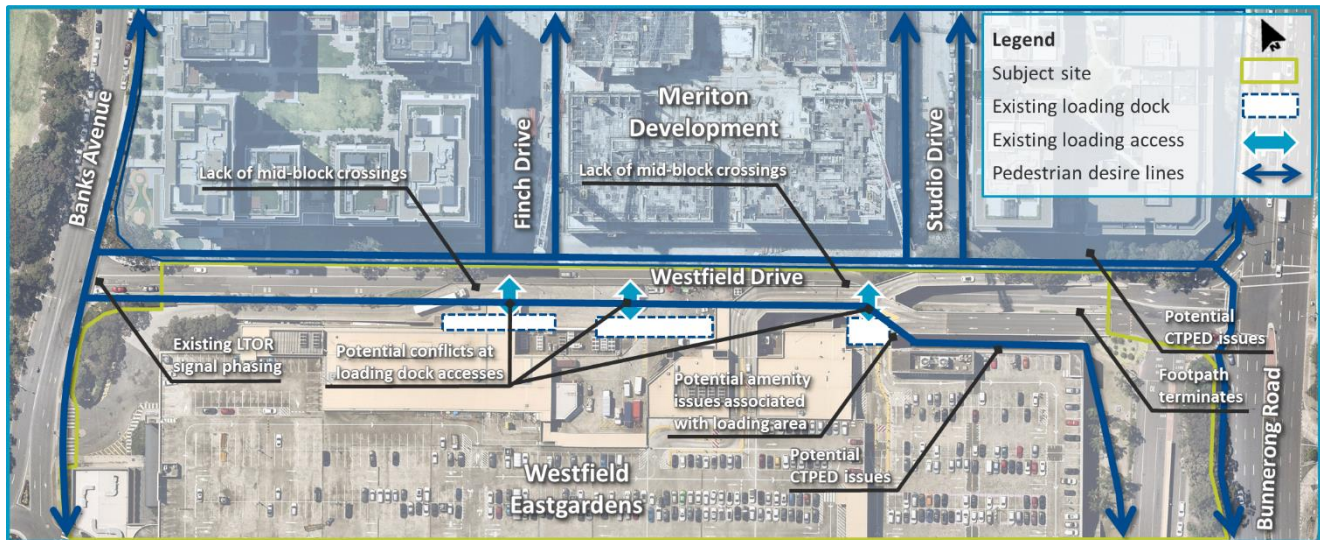 Legend
N
Subject site
Existing loading dock
Existing loading access
Pedestrian desire lines
Banks Avenue
Finch Drive
Meriton
Development
Studio Drive
Lack of mid-block crossings
Lack of mid-block crossings
Westfield Drive
Existing LTOR
signal phasing
Potential conflicts at
loading dock accesses
Potential amenity
issues associated
with loading area
Potential
CTPED issues
Potential
CTPED issues
Footpath
terminates
Westfield
Eastgardens
Bunnerong Road